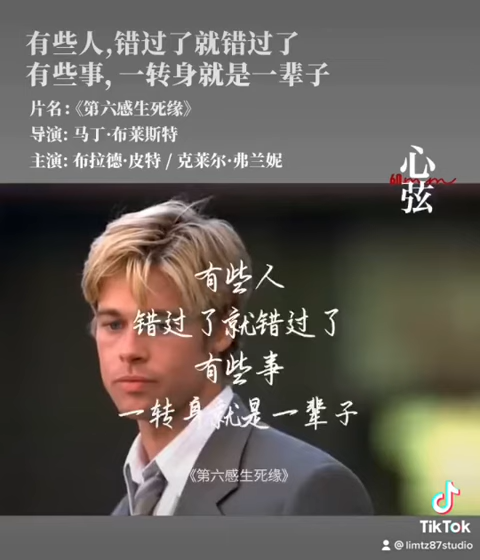 有些人,错过了就错过了
有些事,一转身就是一辈子
片名:《第六感生死缘》
导演: 马丁·布莱斯特
主演: 布拉德·皮特 / 克莱尔·弗兰妮
心弦
有些人
错过了就错过了
有些事
一转身就是一辈子
《第六感生死缘》
TikTok
@limtz87studio